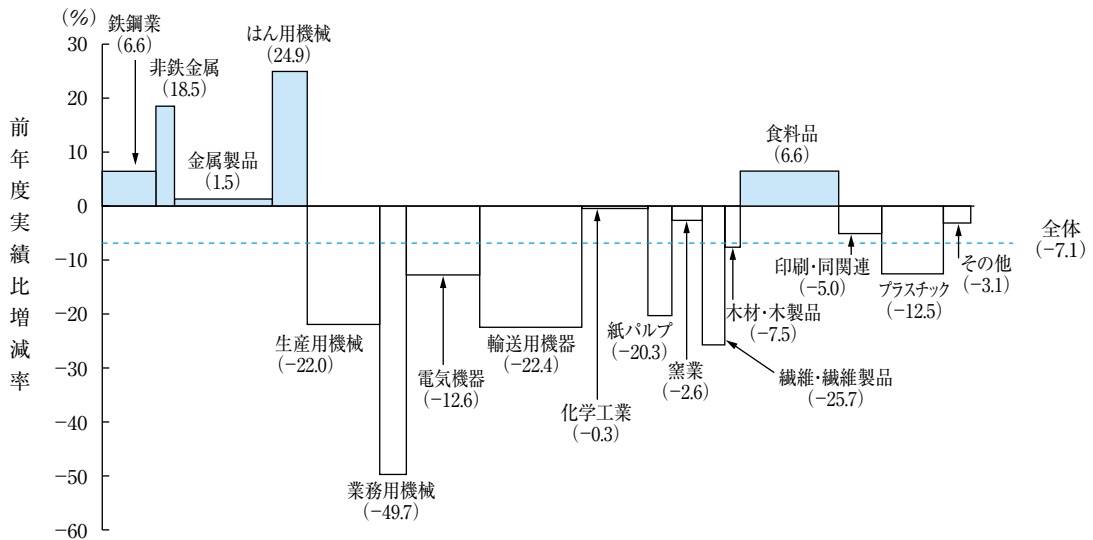 (%)
鉄鋼業
(6.6)
非鉄金属
(18.5)
金属製品
(1.5)
はん用機械
(24.9)
食料品
(6.6)
30
20
10
0
−10
−20
−30
−40
−50
−60
前年度実績比増減率
全体
(−7.1)
生産用機械
(−22.0)
業務用機械
(−49.7)
電気機器
(−12.6)
輸送用機器
(−22.4)
化学工業
(−0.3)
紙パルプ
(−20.3)
窯業
(−2.6)
繊維・繊維製品
(−25.7)
木材・木製品
(−7.5)
印刷・同関連
(−5.0)
プラスチック
(−12.5)
その他
(−3.1)